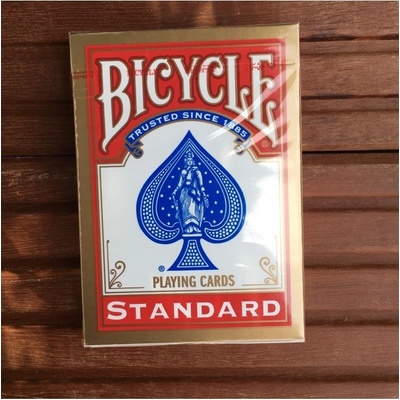 BICYCLE
TRUSTED SINCE 1885
®
PLAYING CARDS
STANDARD